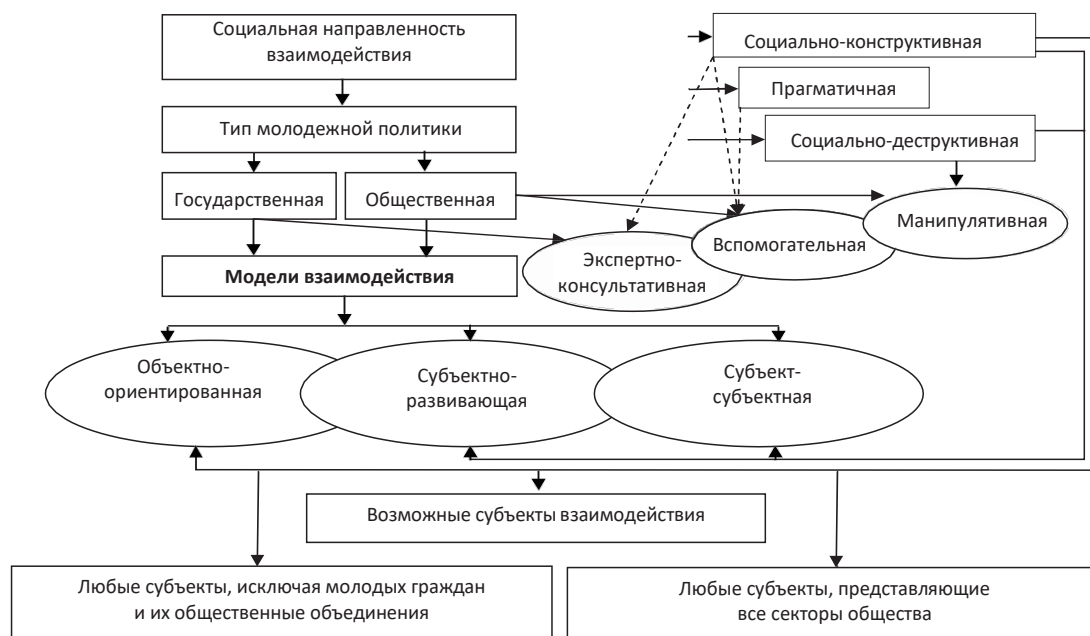 Социальная направленность
взаимодействия
Социально-конструктивная
Прагматичная
Тип молодежной политики
Социально-деструктивная
Государственная
Общественная
Манипулятивная
Вспомогательная
Экспертно-
консультативная
Модели взаимодействия
Объектно-
ориентированная
Субъектно-
развивающая
Субъект-
субъектная
Возможные субъекты взаимодействия
Любые субъекты, исключая молодых граждан
и их общественные объединения
Любые субъекты, представляющие
все секторы общества